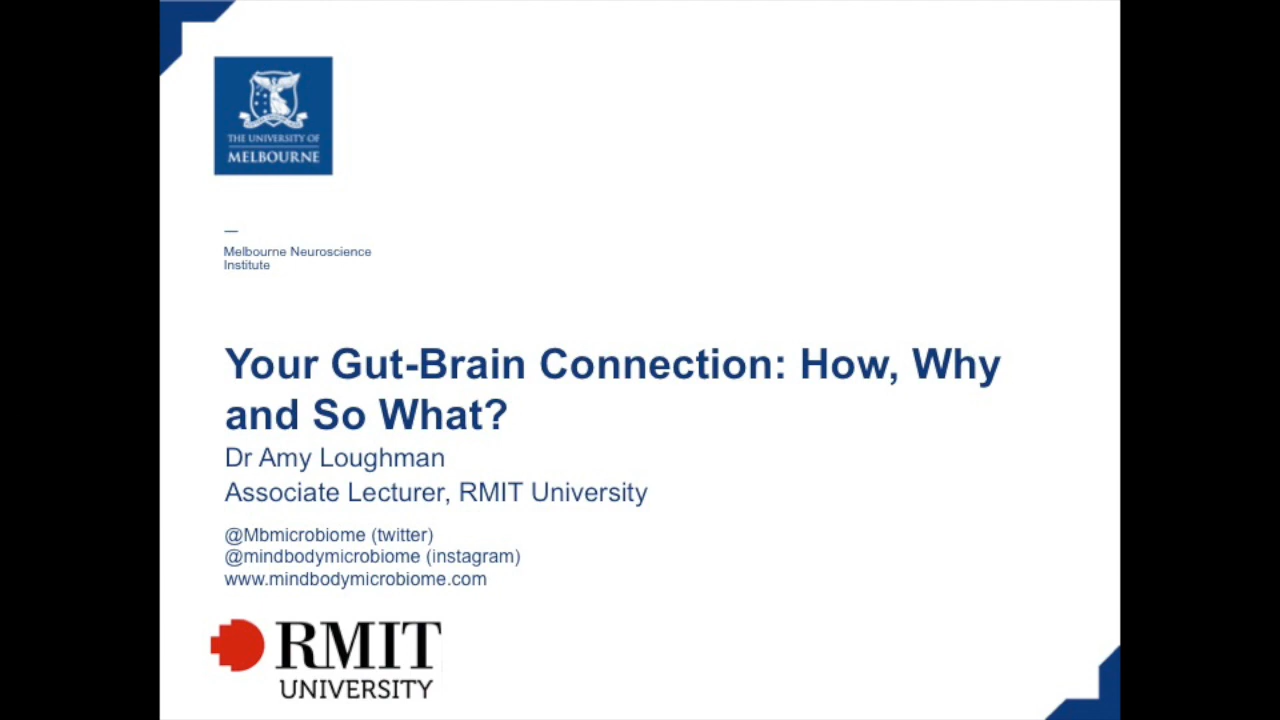 THE UNIVERSITY OF
MELBOURNE
—
Melbourne Neuroscience
Institute
Your Gut-Brain Connection: How, Why
and So What?
Dr Amy Loughman
Associate Lecturer, RMIT University
@Mbmicrobiome (twitter)
@mindbodymicrobiome (instagram)
www.mindbodymicrobiome.com
RMIT
UNIVERSITY